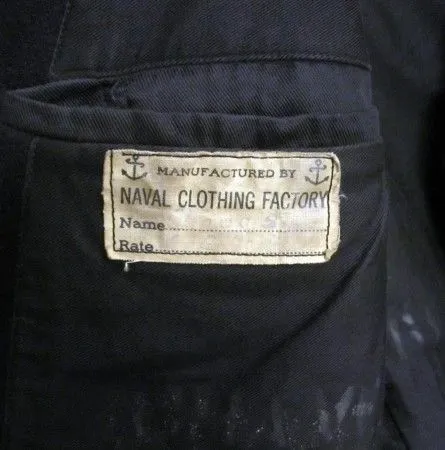 MANUFACTURED BY
NAVAL CLOTHING FACTORY
Name....................
Rate....................